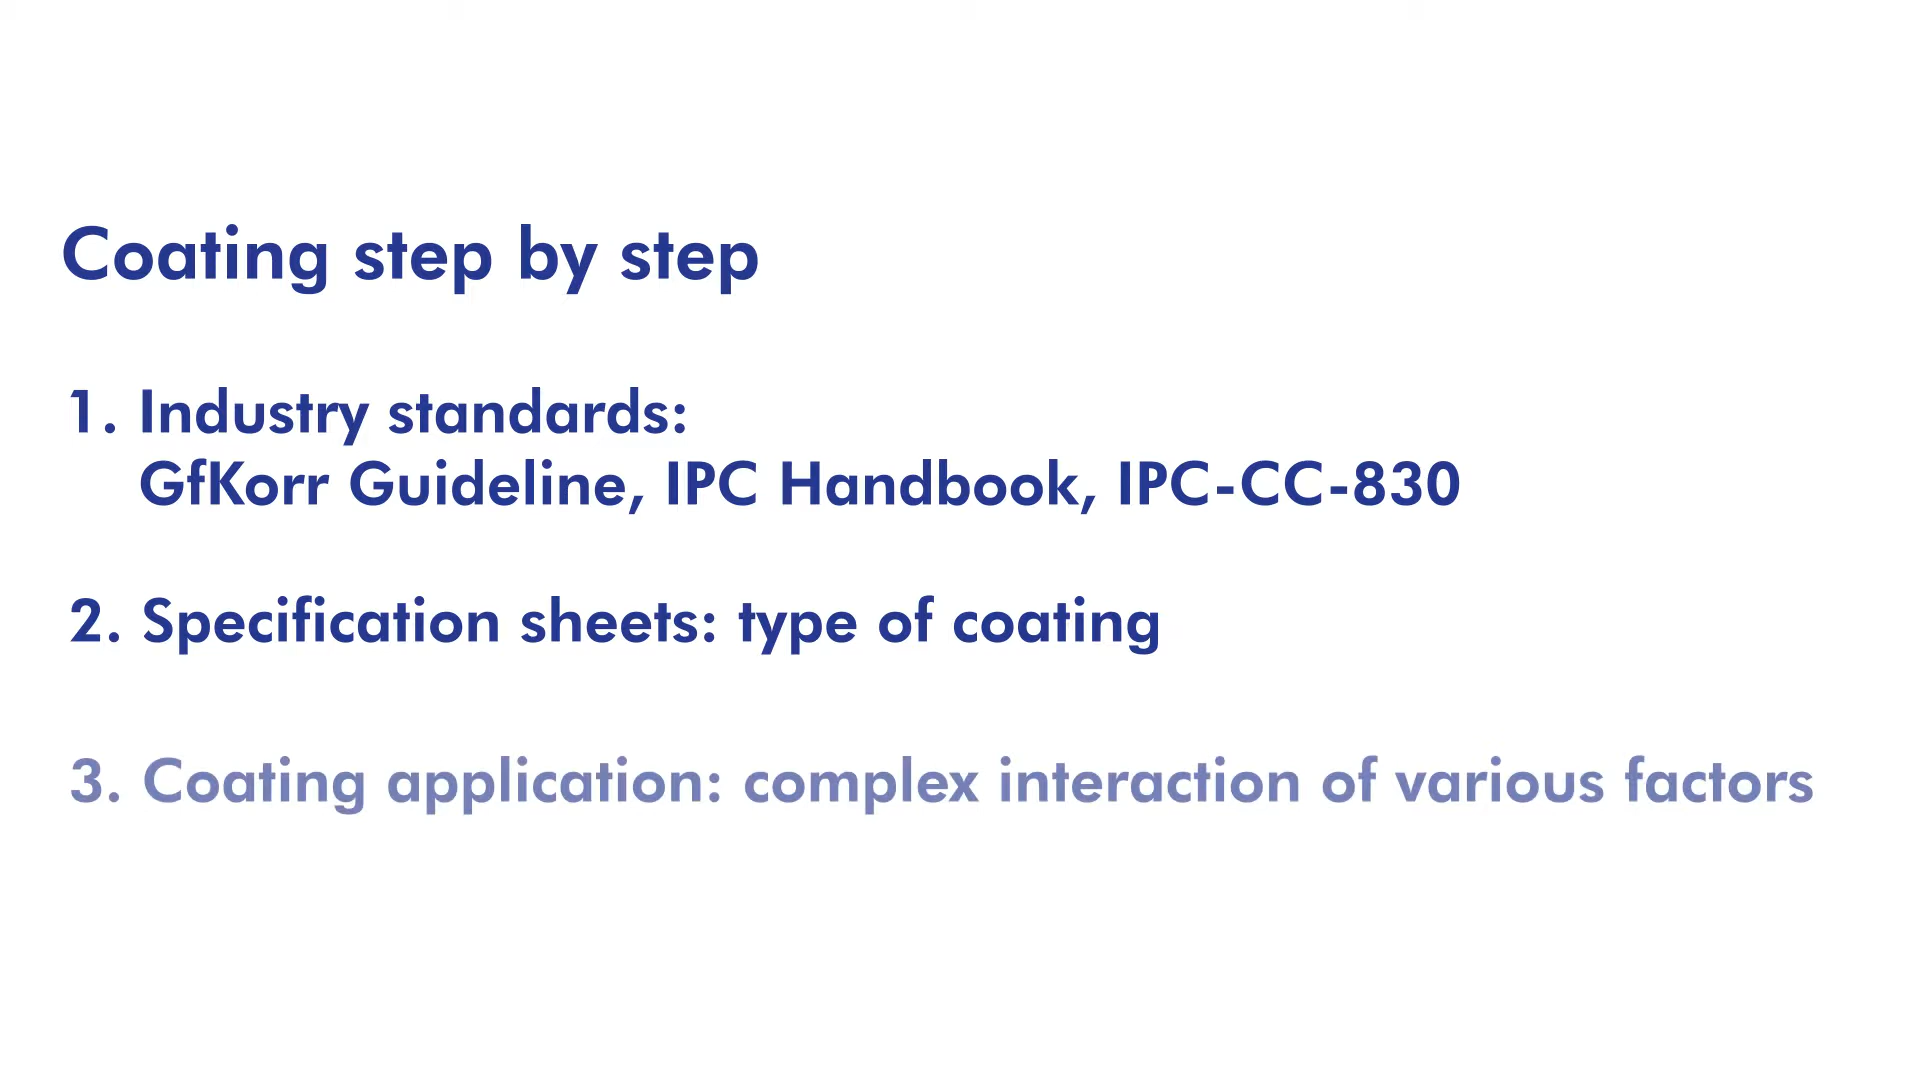 Coating step by step
1. Industry standards:
GfKorr Guideline, IPC Handbook, IPC-CC-830
2. Specification sheets: type of coating
3. Coating application: complex interaction of various factors